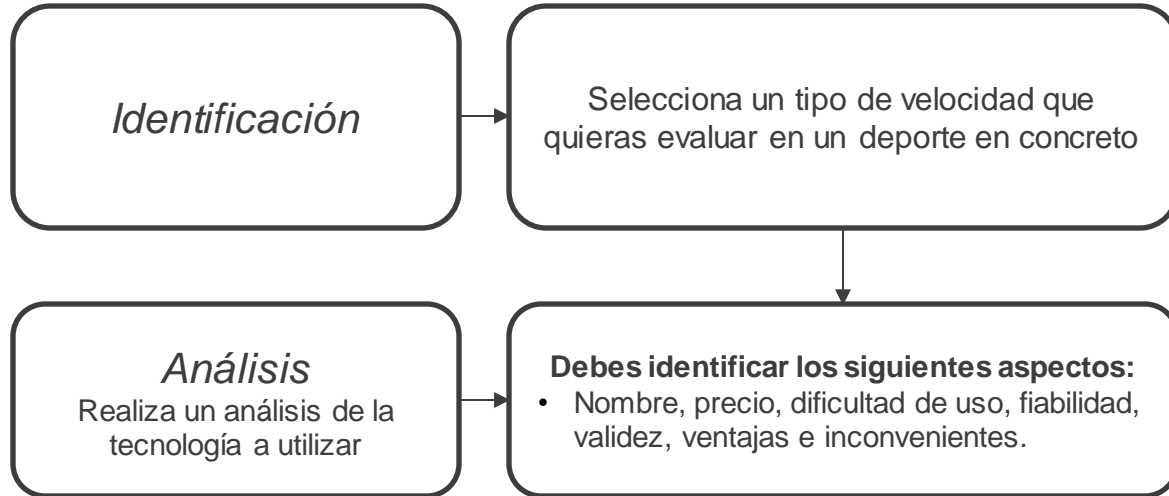 Identificación
Selecciona un tipo de velocidad que
quieras evaluar en un deporte en concreto
Análisis
Realiza un análisis de la
tecnología a utilizar
Debes identificar los siguientes aspectos:
• Nombre, precio, dificultad de uso, fiabilidad,
validez, ventajas e inconvenientes.